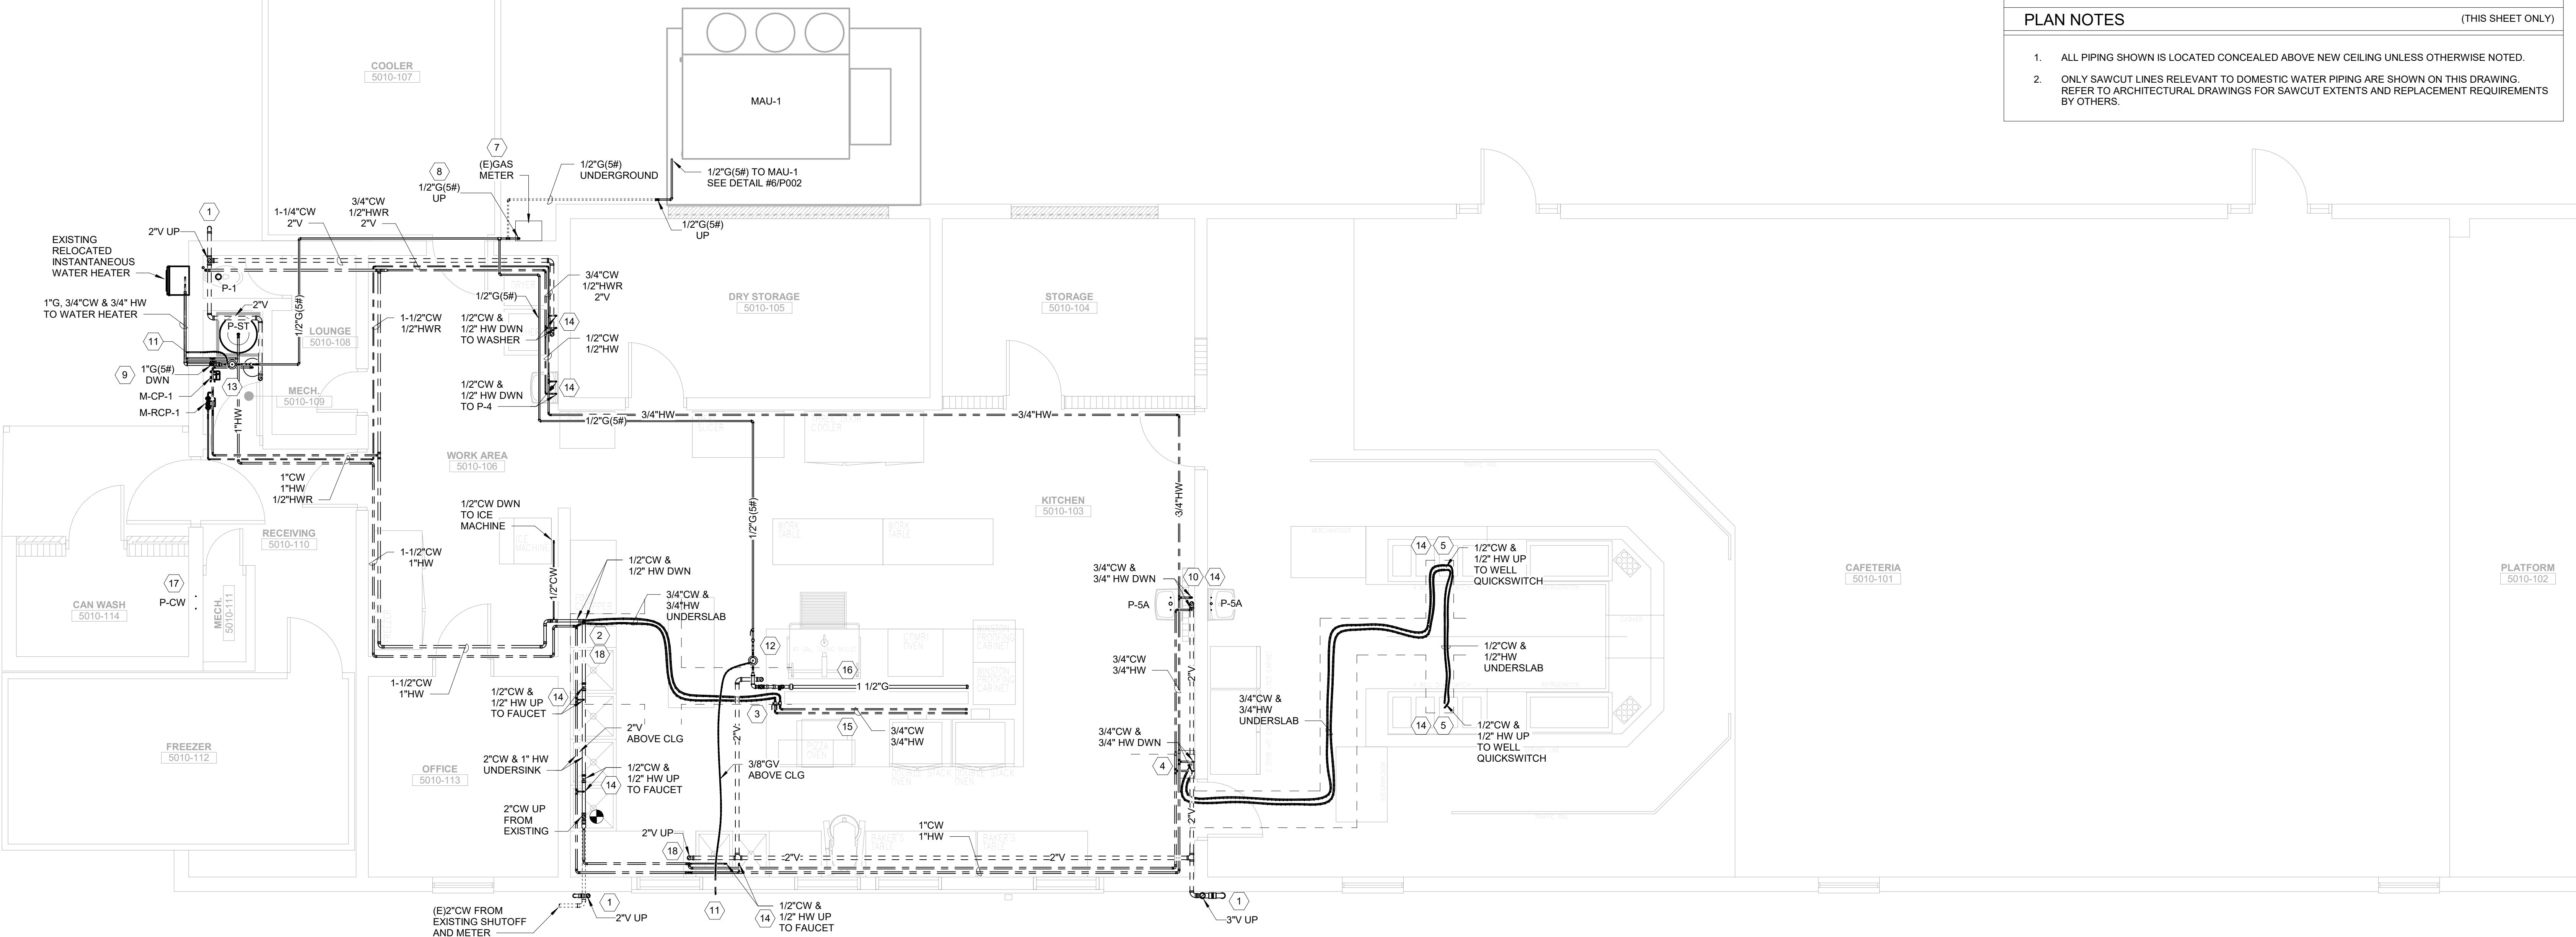 PLAN NOTES
(THIS SHEET ONLY)
1. ALL PIPING SHOWN IS LOCATED CONCEALED ABOVE NEW CEILING UNLESS OTHERWISE NOTED.
2. ONLY SAWCUT LINES RELEVANT TO DOMESTIC WATER PIPING ARE SHOWN ON THIS DRAWING.
REFER TO ARCHITECTURAL DRAWINGS FOR SAWCUT EXTENTS AND REPLACEMENT REQUIREMENTS
BY OTHERS.
COOLER
5010-107
MAU-1
7
(E)GAS
METER
8
1/2"G(5#)
UP
1/2"G(5#)
UNDERGROUND
1/2"G(5#) TO MAU-1
SEE DETAIL #6/P002
1/2"G(5#)
UP
1
2"V UP
1-1/4"CW
2"V
3/4"CW
1/2"HWR
2"V
EXISTING
RELOCATED
INSTANTANEOUS
WATER HEATER
P-1
1"G, 3/4"CW & 3/4" HW
TO WATER HEATER
2"V
P-ST
1/2"G(5#)
LOUNGE
5010-108
1-1/2"CW
1/2"HWR
1/2"G(5#)
3/4"CW
1/2"HWR
2"V
1/2"CW &
1/2" HW DWN
TO WASHER
14
1/2"CW
1/2"HW
DRY STORAGE
5010-105
STORAGE
5010-104
11
9
1"G(5#)
DWN
13
M-CP-1
M-RCP-1
MECH.
5010-109
1"HW
1/2"CW &
1/2" HW DWN
TO P-4
14
3/4"HW
3/4"HW
1/2"G(5#)
SLICER
COOLER
WORK AREA
5010-106
1"CW
1"HW
1/2"HWR
1/2"CW DWN
TO ICE
MACHINE
ICE
MACHINE
1/2"G(5#)
KITCHEN
5010-103
3/4"HW
WORK
TABLE
WORK
TABLE
RECEIVING
5010-110
1-1/2"CW
1"HW
1/2"CW
1/2"CW &
1/2" HW DWN
17
P-CW
CAN WASH
5010-114
MECH.
5010-111
3/4"CW &
3/4"HW
UNDERSLAB
3/4"CW &
3/4" HW DWN
10
14
P-5A
P-5A
14
5
1/2"CW &
1/2" HW UP
TO WELL
QUICKSWITCH
CAFETERIA
5010-101
PLATFORM
5010-102
2
18
12
16
COMBI
OVEN
WINSTON
PROOFING
CABINET
WINSTON
CABINET
1-1/2"CW
1"HW
1/2"CW &
1/2" HW UP
TO FAUCET
14
1 1/2"G
3/4"CW
3/4"HW
2"V
1/2"CW &
1/2"HW
UNDERSLAB
3
15
3/4"CW
3/4"HW
3/4"CW &
3/4"HW
UNDERSLAB
14
5
1/2"CW &
1/2" HW UP
TO WELL
QUICKSWITCH
FREEZER
5010-112
OFFICE
5010-113
2"V
ABOVE CLG
2"V
PIZZA
OVEN
3/4"CW &
3/4" HW DWN
4
2"CW & 1" HW
UNDERSINK
1/2"CW &
1/2" HW UP
TO FAUCET
14
3/8"GV
ABOVE CLG
2"CW UP
FROM
EXISTING
2"V UP
18
BAKER'S
TABLE
BAKER'S
TABLE
1"CW
1"HW
2"V
2"V
2"V
(E)2"CW FROM
EXISTING SHUTOFF
AND METER
1
2"V UP
11
14
1/2"CW &
1/2" HW UP
TO FAUCET
1
3"V UP